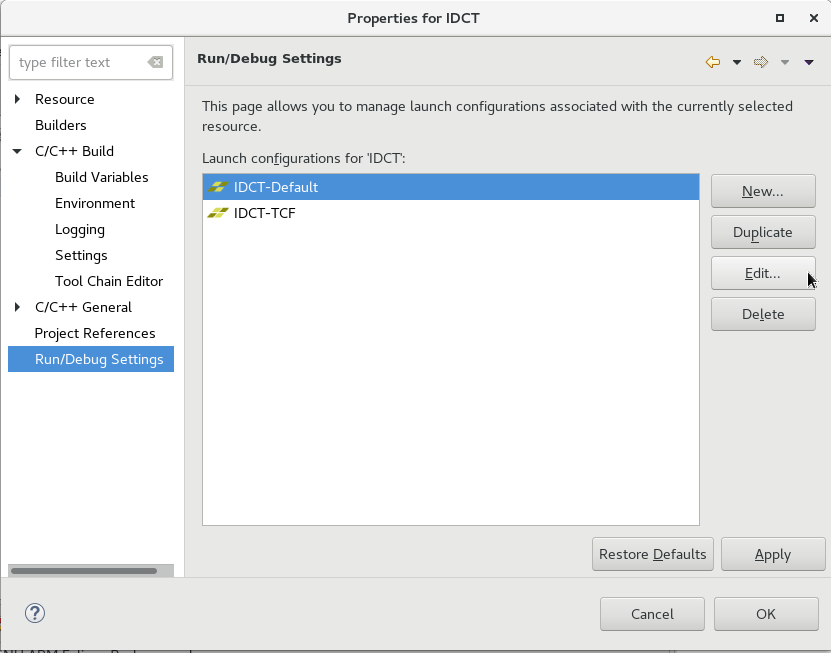 Properties for IDCT
type filter text
Resource
Builders
C/C++ Build
Build Variables
Environment
Logging
Settings
Tool Chain Editor
C/C++ General
Project References
Run/Debug Settings
Run/Debug Settings
This page allows you to manage launch configurations associated with the currently selected
resource.
Launch configurations for 'IDCT':
IDCT-Default
IDCT-TCF
New...
Duplicate
Edit...
Delete
Restore Defaults
Apply
Cancel
OK